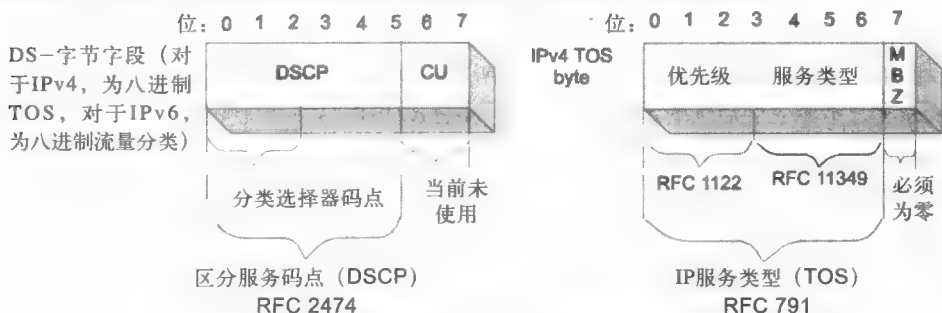 位: 0 1 2 3 4 5 6 7
DS-字节字段（对
于IPv4，为八进制
TOS，对于IPv6，
为八进制流量分类）
DSCP
CU
分类选择器码点
当前未
使用
区分服务码点（DSCP）
RFC 2474
位: 0 1 2 3 4 5 6 7
IPv4 TOS
byte
优先级
服务类型
M
B
Z
RFC 1122
RFC 11349
必须
为零
IP服务类型（TOS）
RFC 791